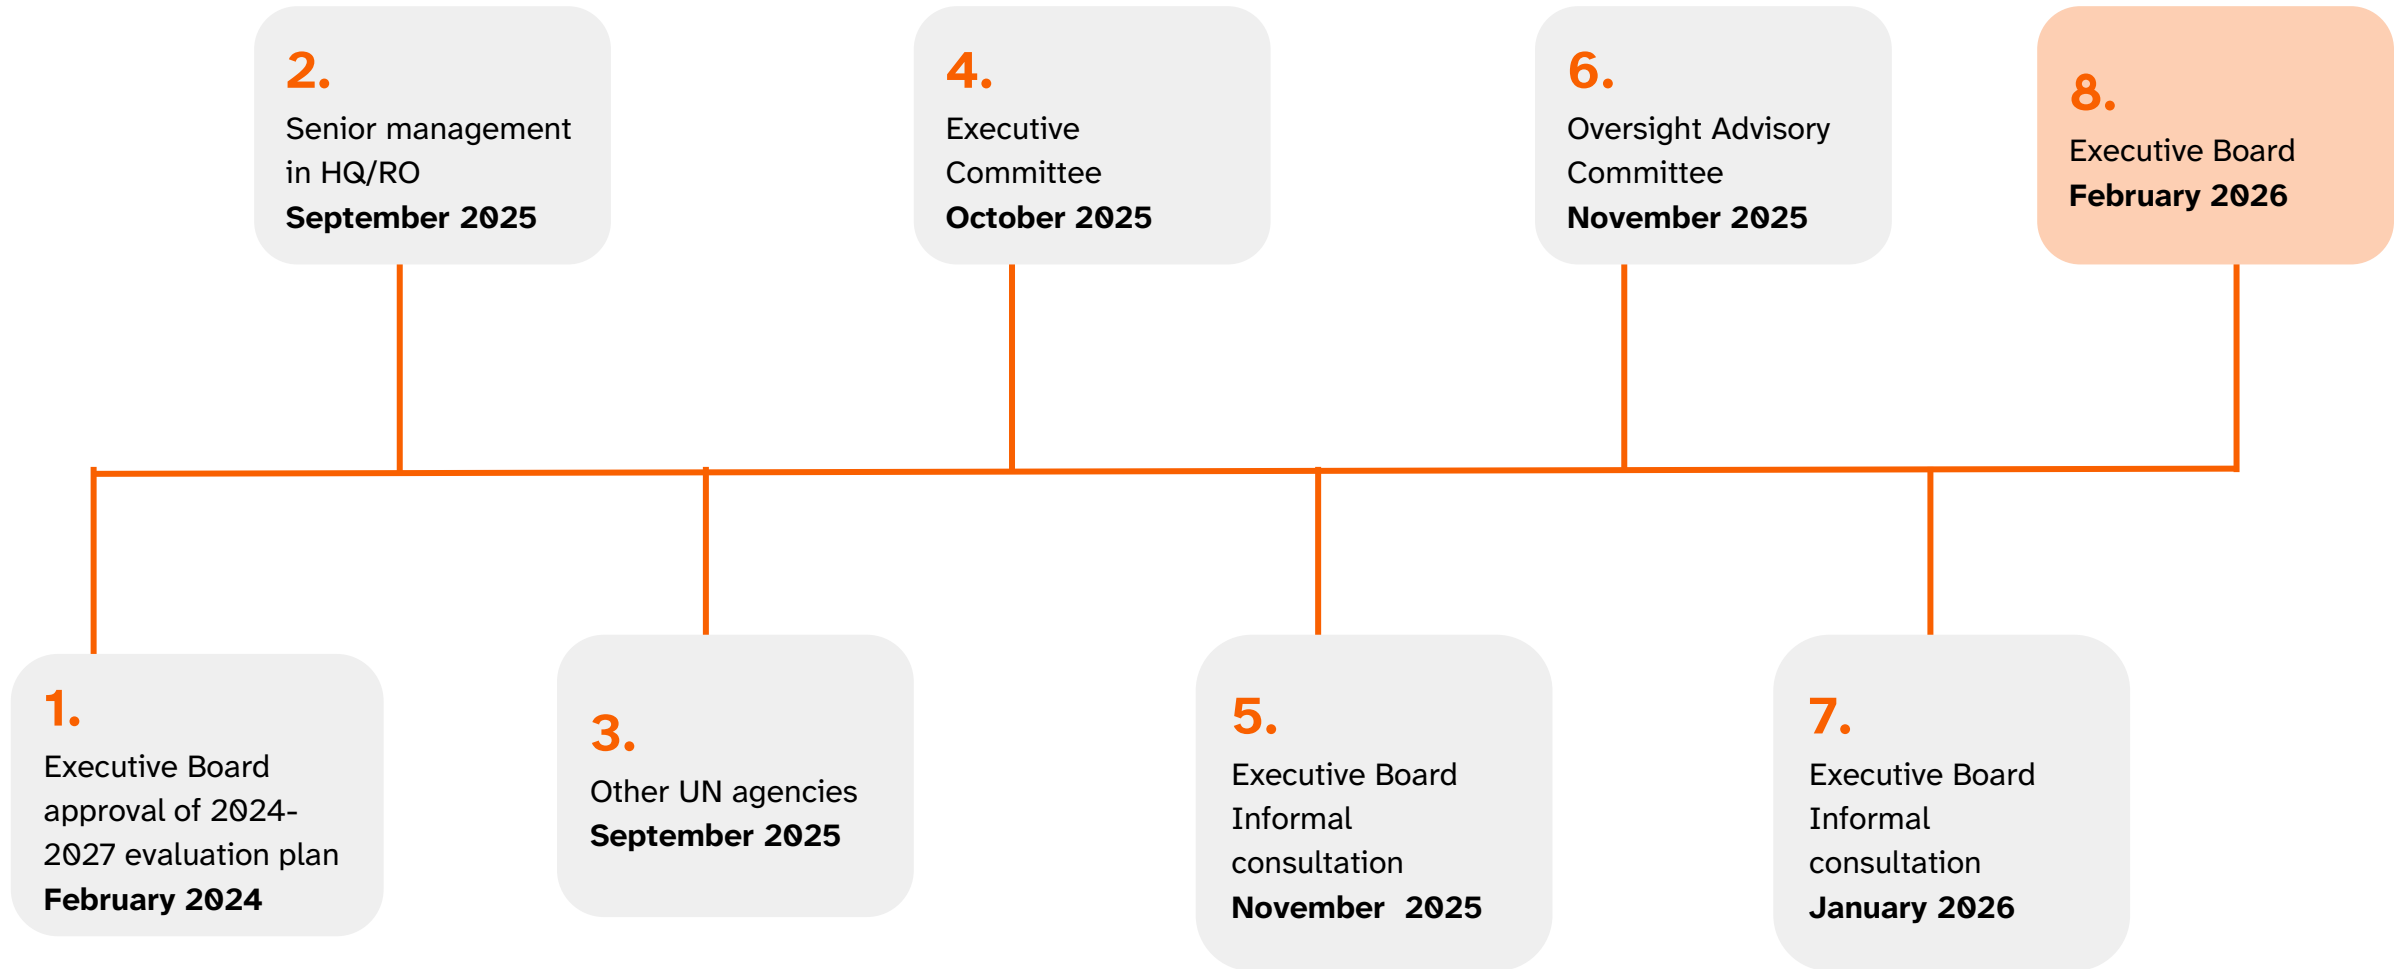 1.
Executive Board
approval of 2024-
2027 evaluation plan
February 2024
2.
Senior management
in HQ/RO
September 2025
3.
Other UN agencies
September 2025
4.
Executive
Committee
October 2025
5.
Executive Board
Informal
consultation
November  2025
6.
Oversight Advisory
Committee
November 2025
7.
Executive Board
Informal
consultation
January 2026
8.
Executive Board
February 2026